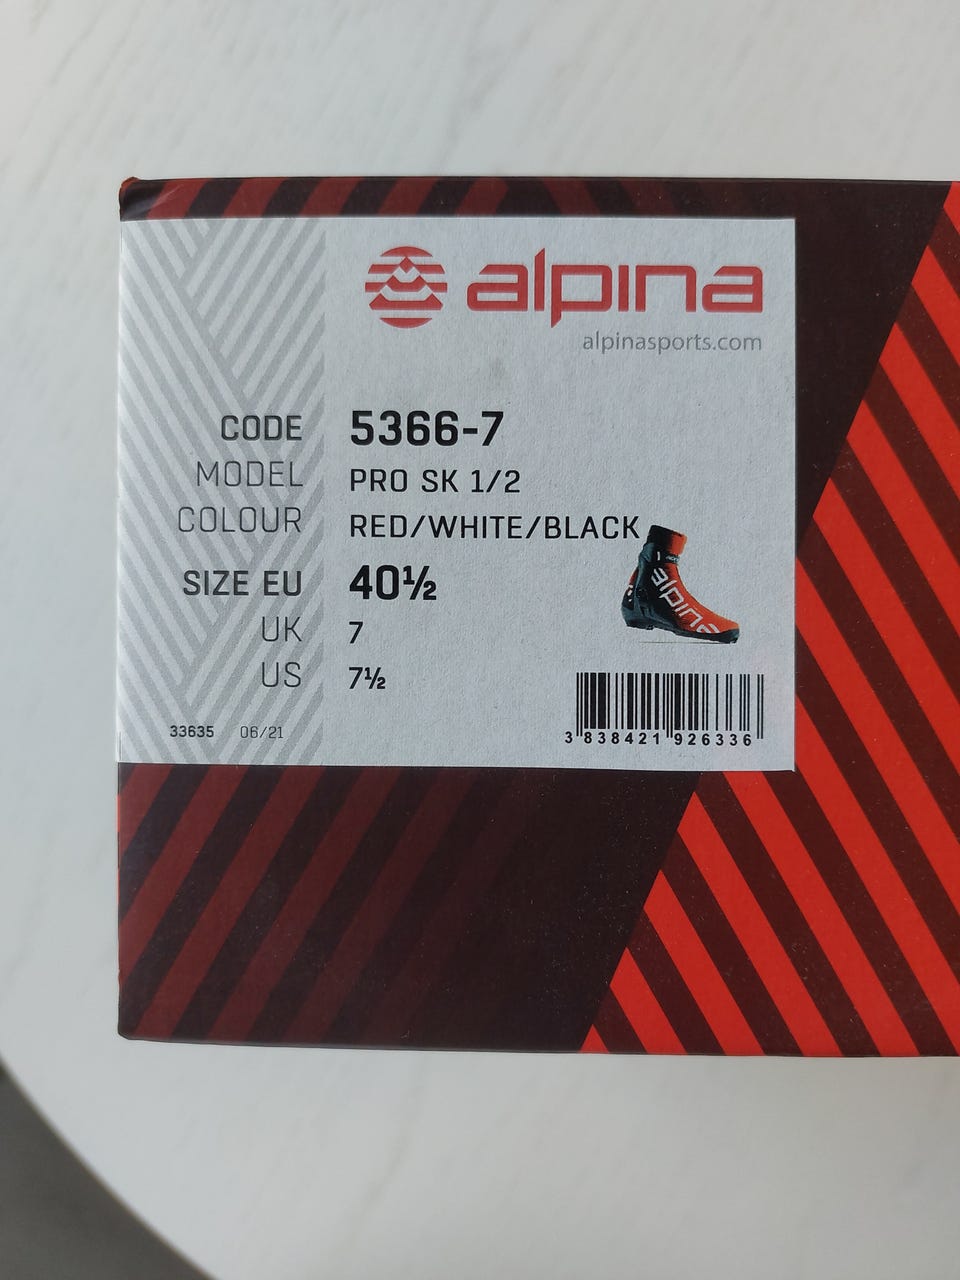 alpina
alpinasports.com
CODE 5366-7
MODEL PRO SK 1/2
COLOUR RED/WHITE/BLACK
alpina
SIZE EU 40½
UK 7
US 7½
33635 06/21
3 838421 926336